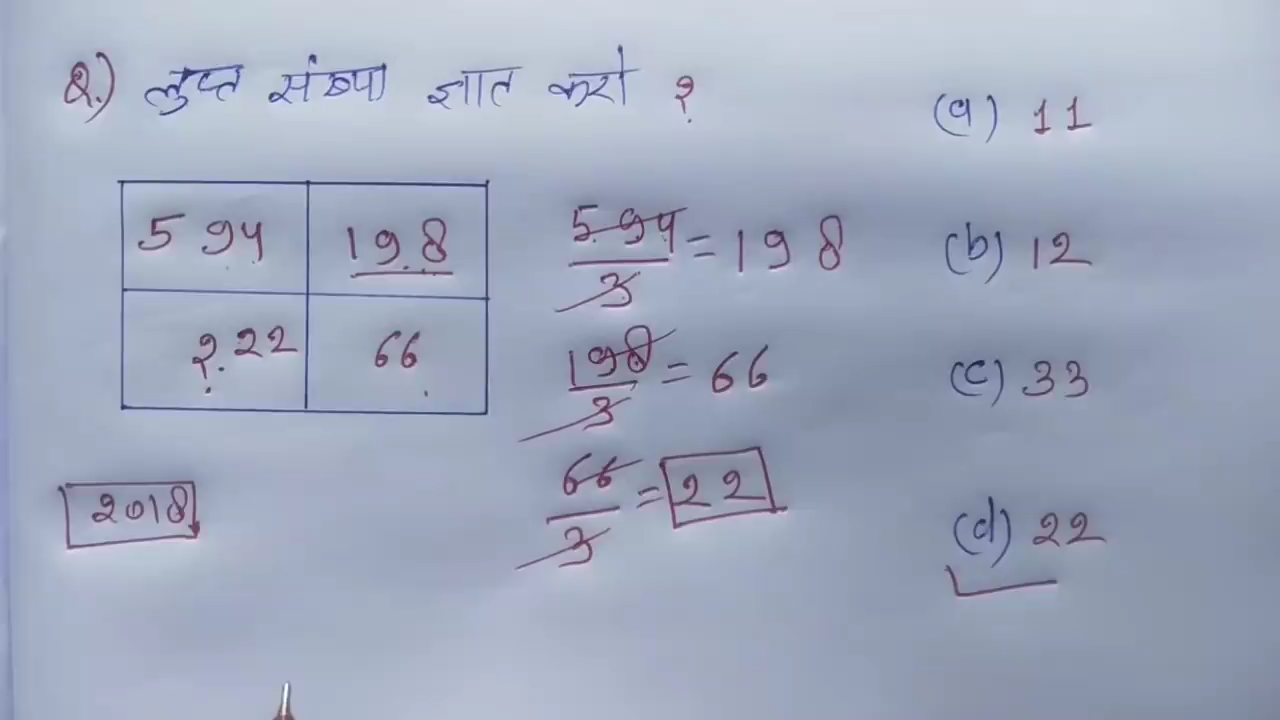 Q.) लुप्त संख्या ज्ञात करो ?
594 198
? 22 66
2018
594/3 = 198
198/3 = 66
66/3 = 22
(a) 11
(b) 12
(c) 33
(d) 22